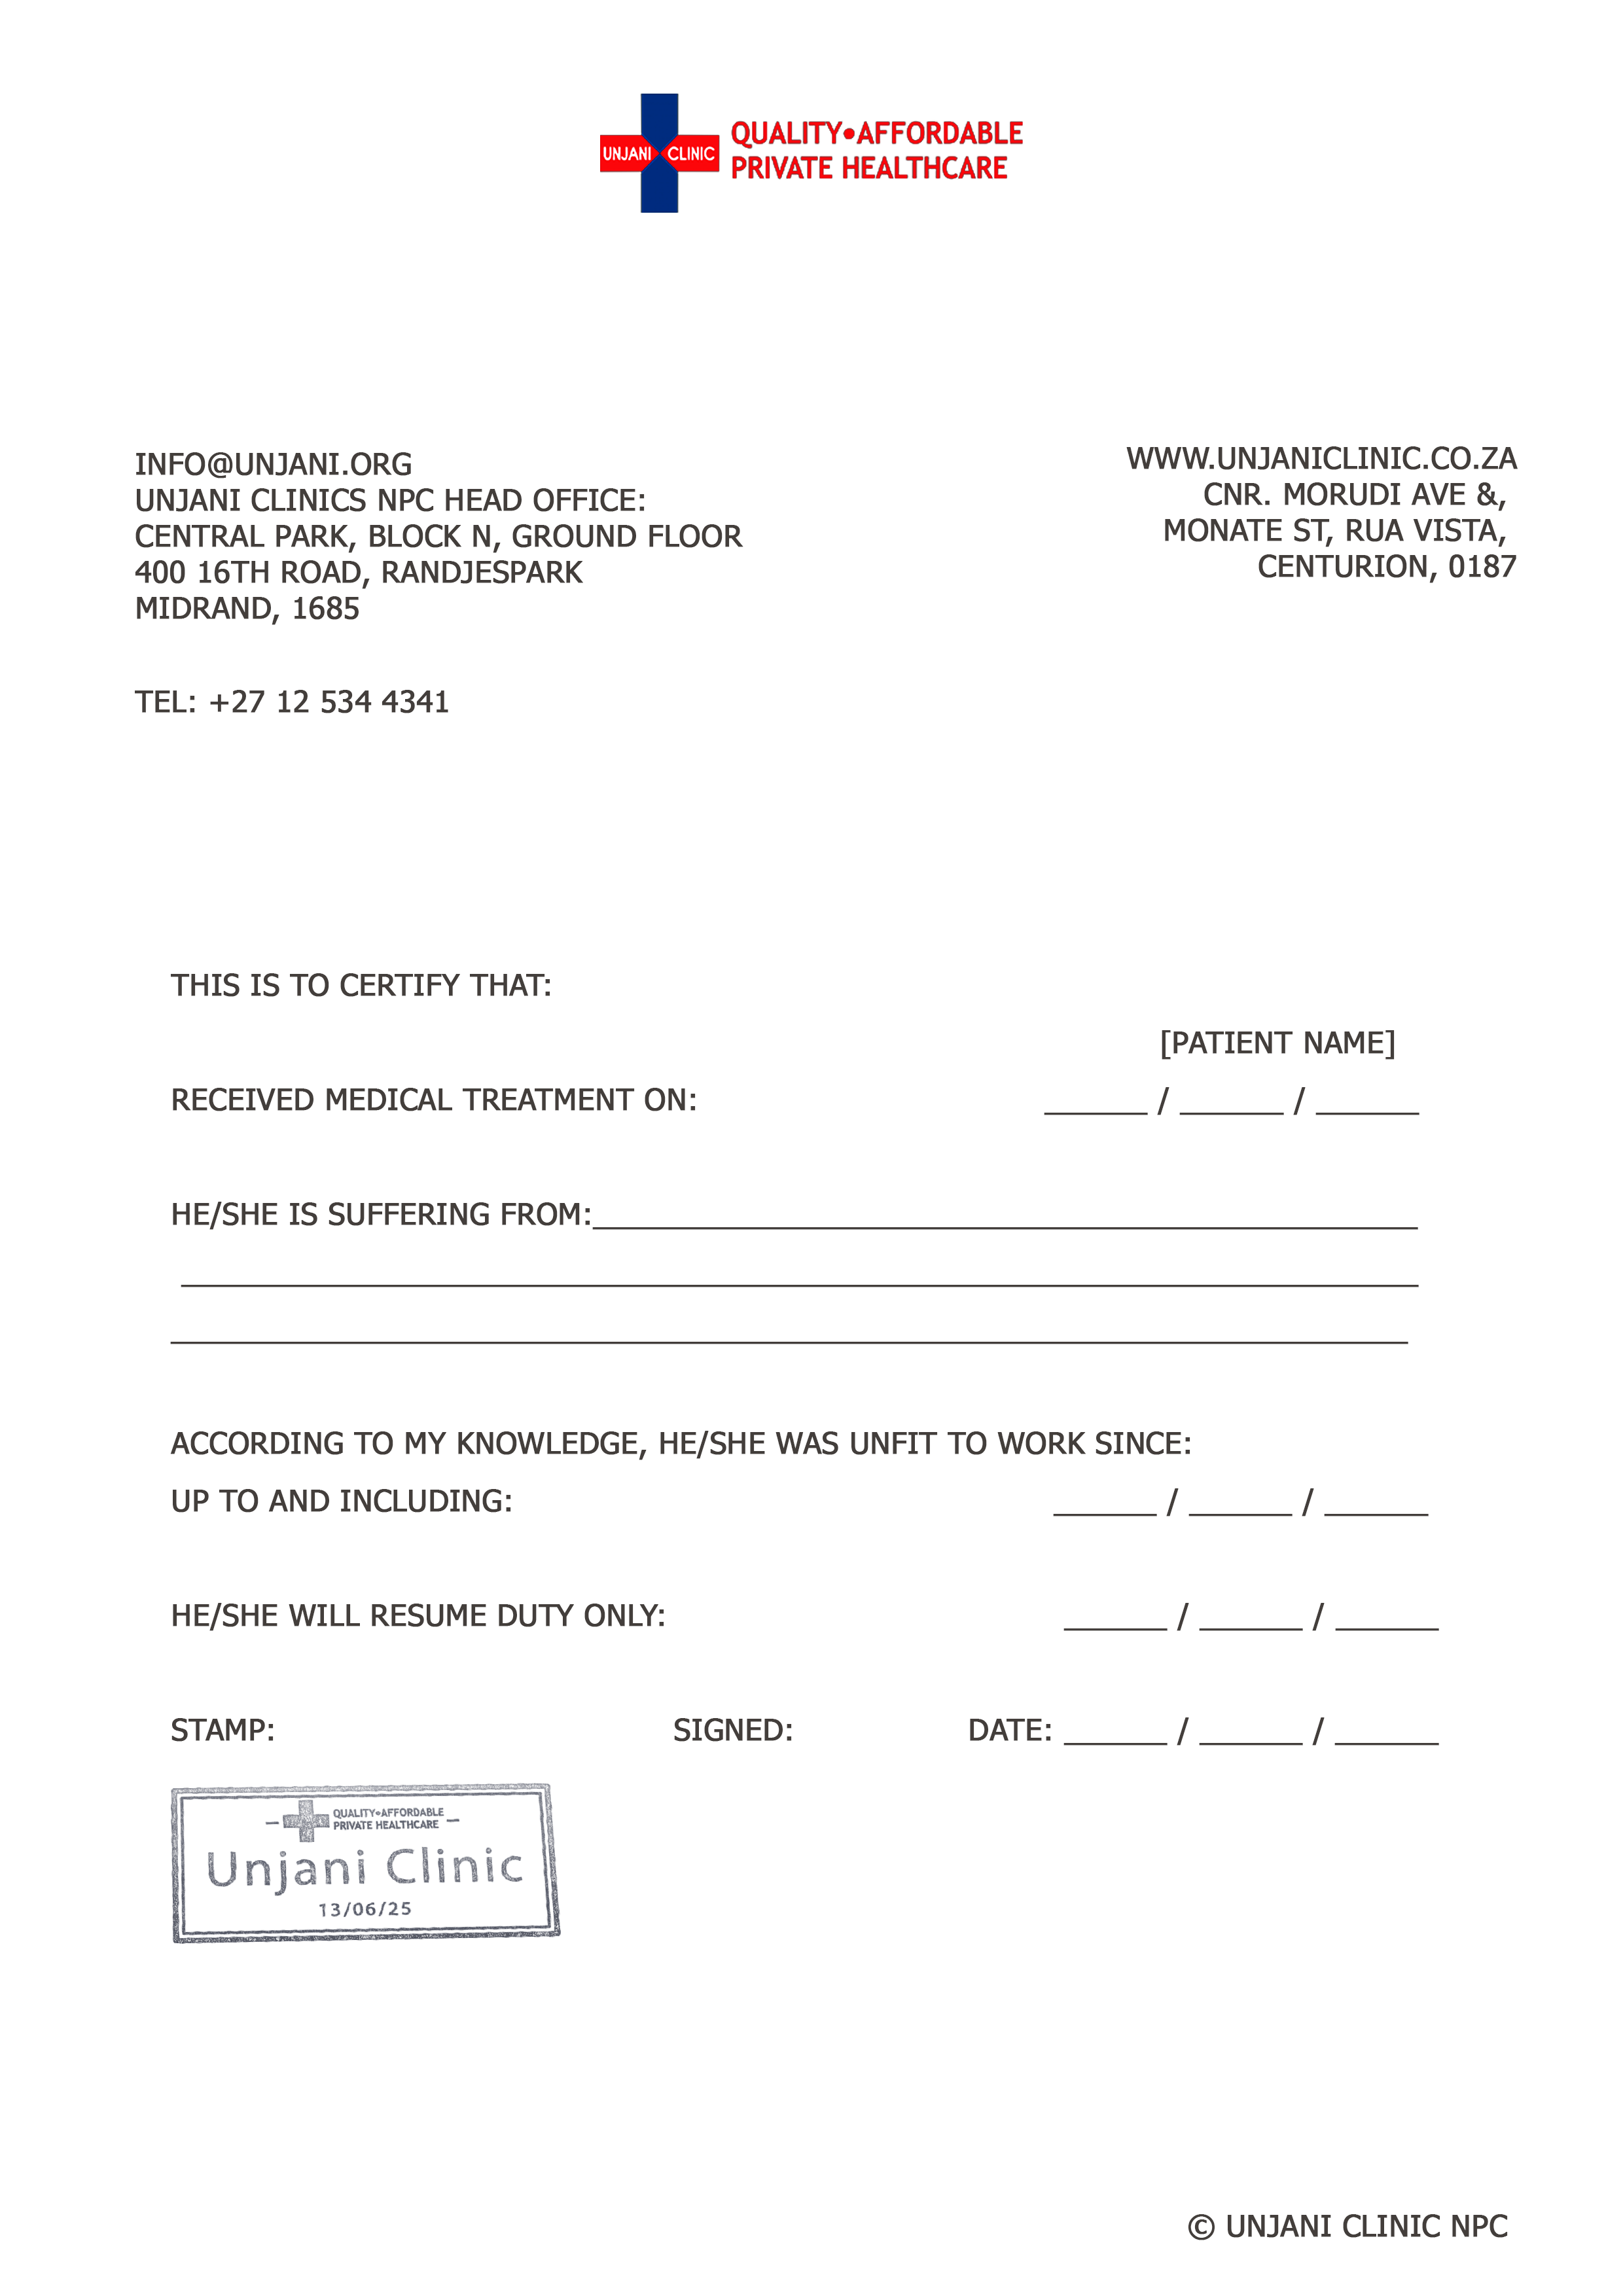 UNJANI CLINIC
QUALITY•AFFORDABLE
PRIVATE HEALTHCARE
INFO@UNJANI.ORG
UNJANI CLINICS NPC HEAD OFFICE:
CENTRAL PARK, BLOCK N, GROUND FLOOR
400 16TH ROAD, RANDJESPARK
MIDRAND, 1685
TEL: +27 12 534 4341
WWW.UNJANICLINIC.CO.ZA
CNR. MORUDI AVE &,
MONATE ST, RUA VISTA,
CENTURION, 0187
THIS IS TO CERTIFY THAT:
[PATIENT NAME]
RECEIVED MEDICAL TREATMENT ON: ______ / ______ / ______
HE/SHE IS SUFFERING FROM:______
ACCORDING TO MY KNOWLEDGE, HE/SHE WAS UNFIT TO WORK SINCE:
UP TO AND INCLUDING: ______ / ______ / ______
HE/SHE WILL RESUME DUTY ONLY: ______ / ______ / ______
STAMP: SIGNED: DATE: ______ / ______ / ______
QUALITY•AFFORDABLE
PRIVATE HEALTHCARE
Unjani Clinic
13/06/25
© UNJANI CLINIC NPC